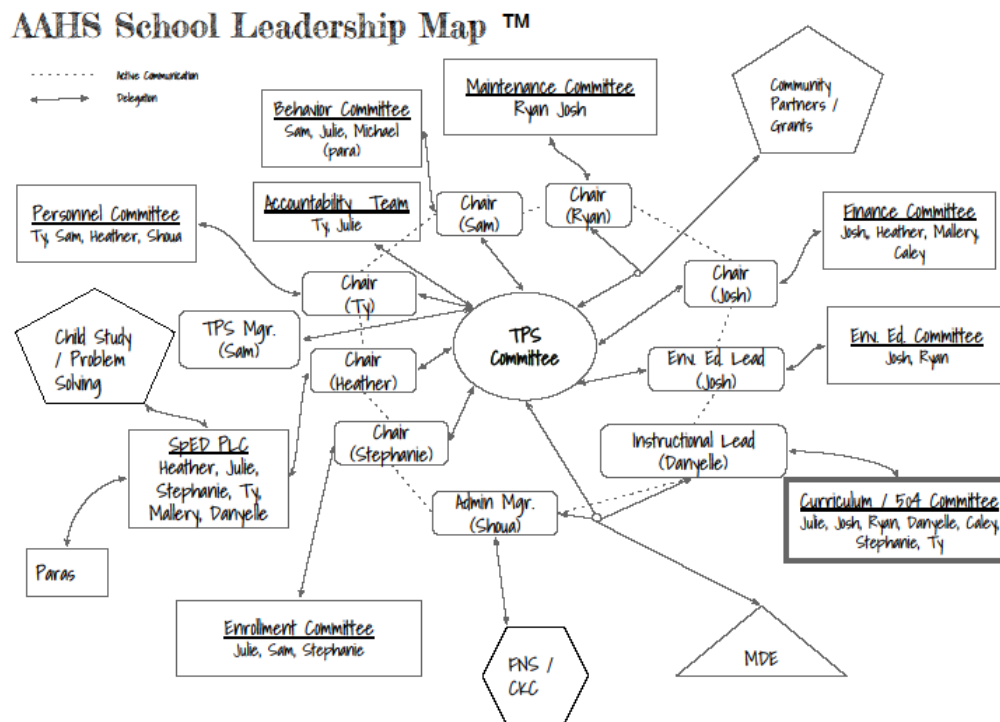 AAHS School Leadership Map ™
Active Communication
Delegation
Behavior Committee
Sam, Julie, Michael
(para)
Maintenance Committee
Ryan Josh
Community
Partners /
Grants
Accountability Team
Ty, Julie
Chair
(Sam)
Chair
(Ryan)
Personnel Committee
Ty, Sam, Heather, Shoua
Finance Committee
Josh, Heather, Mallery,
Caley
Chair
(Ty)
Chair
(Josh)
TPS Mgr.
(Sam)
TPS
Committee
Child Study
/ Problem
Solving
Chair
(Heather)
Env. Ed. Lead
(Josh)
Env. Ed. Committee
Josh, Ryan
Chair
(Stephanie)
Instructional Lead
(Danyelle)
SpED PLC
Heather, Julie,
Stephanie, Ty,
Mallery, Danyelle
Admin Mgr.
(Shoua)
Curriculum / 504 Committee
Julie, Josh, Ryan, Danyelle, Caley,
Stephanie, Ty
Paras
Enrollment Committee
Julie, Sam, Stephanie
FNS /
CKC
MDE